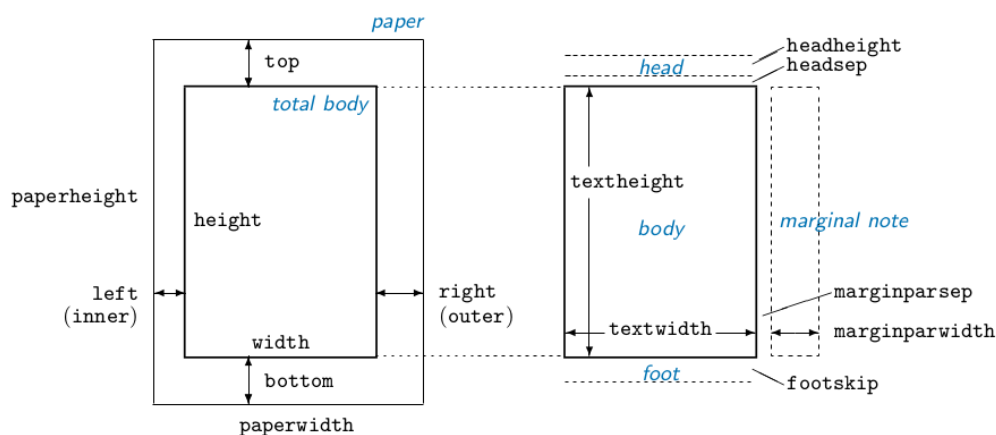 paper
top
total body
paperheight
height
left
(inner)
right
(outer)
width
bottom
paperwidth
headheight
head
headsep
textheight
body
marginal note
marginparsep
textwidth
marginparwidth
foot
footskip